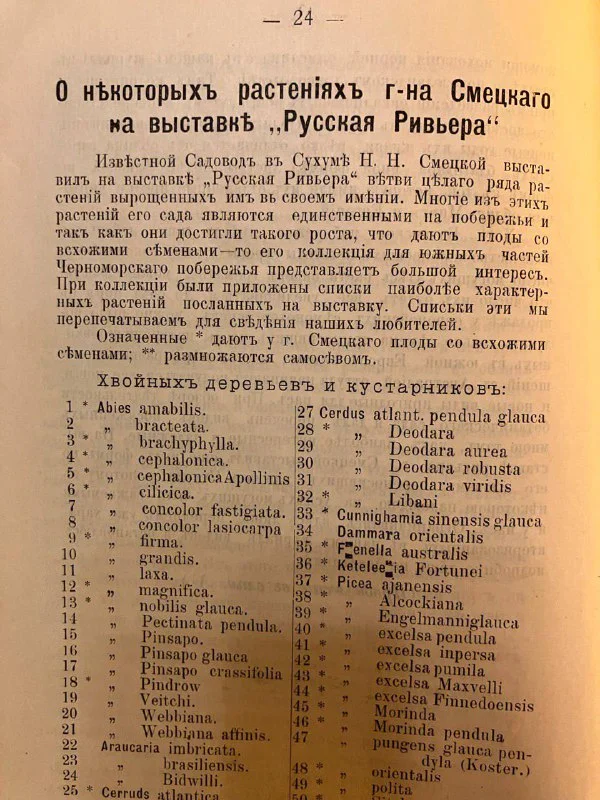 — 24 —
О нѣкоторыхъ растеніяхъ г-на Смецкаго
на выставкѣ „Русская Ривьера“
Извѣстной Садоводъ въ Сухумѣ Н. Н. Смецкой выста-
вилъ на выставкѣ „Русская Ривьера“ вѣтви цѣлаго ряда ра-
стеній вырощенныхъ имъ въ своемъ имѣніи. Многіе изъ этихъ
растеній его сада являются единственными на побережьи и
такъ какъ они достигли такого роста, что даютъ плоды со
всхожими сѣменами—то его коллекція для южныхъ частей
Черноморскаго побережья представляетъ большой интересъ.
При коллекціи были приложены списки наиболѣе характер-
ныхъ растеній посланныхъ на выставку. Списьки эти мы
перепечатываемъ для свѣдѣнія нашихъ любителей.
Означенные * даютъ у г. Смецкаго плоды со всхожими
сѣменами; ** размножаются самосѣвомъ.
Хвойныхъ деревьевъ и кустарниковъ:
1 * Abies amabilis.
2 „ bracteata.
3 * „ brachyphylla.
4 * „ cephalonica.
5 * „ cephalonica Apollinis
6 * „ cilicica.
7 „ concolor fastigiata.
8 „ concolor lasiocarpa
9 * „ firma.
10 „ grandis.
11 „ laxa.
12 * „ magnifica.
13 * „ nobilis glauca.
14 „ Pectinata pendula.
15 „ Pinsapo.
16 „ Pinsapo glauca
17 „ Pinsapo crassifolia
18 * „ Pindrow
19 „ Veitchi.
20 „ Webbiana.
21 „ Webbiana affinis.
22 Araucaria imbricata.
23 „ brasiliensis.
24 „ Bidwilli.
25 * Cerruds atlantica
27 Cerdus atlant. pendula glauca
28 * „ Deodara
29 „ Deodara aurea
30 „ Deodara robusta
31 „ Deodara viridis
32 * „ Libani
33 * Cunnighamia sinensis glauca
34 Dammara orientalis
35 * F enella australis
36 * Ketelee ia Fortunei
37 * Picea ajanensis
38 * „ Alcockiana
39 * „ Engelmanniglauca
40 * „ excelsa pendula
41 * „ excelsa inpersa
42 * „ excelsa pumila
43 * „ excelsa Maxvelli
44 * „ excelsa Finnedoensis
45 * „ Morinda
46 * „ Morinda pendula
47 „ pungens glauca pen-
dyla (Koster.)
48 * „ orientalis
49 * „ polita